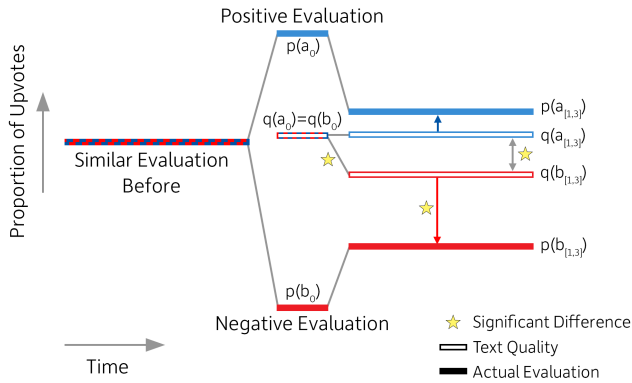 Positive Evaluation
p(a₀)
Proportion of Upvotes
p(a[1,3])
q(a₀)=q(b₀)
q(a[1,3])
Similar Evaluation
Before
q(b[1,3])
p(b[1,3])
p(b₀)
Negative Evaluation
Time
Significant Difference
Text Quality
Actual Evaluation